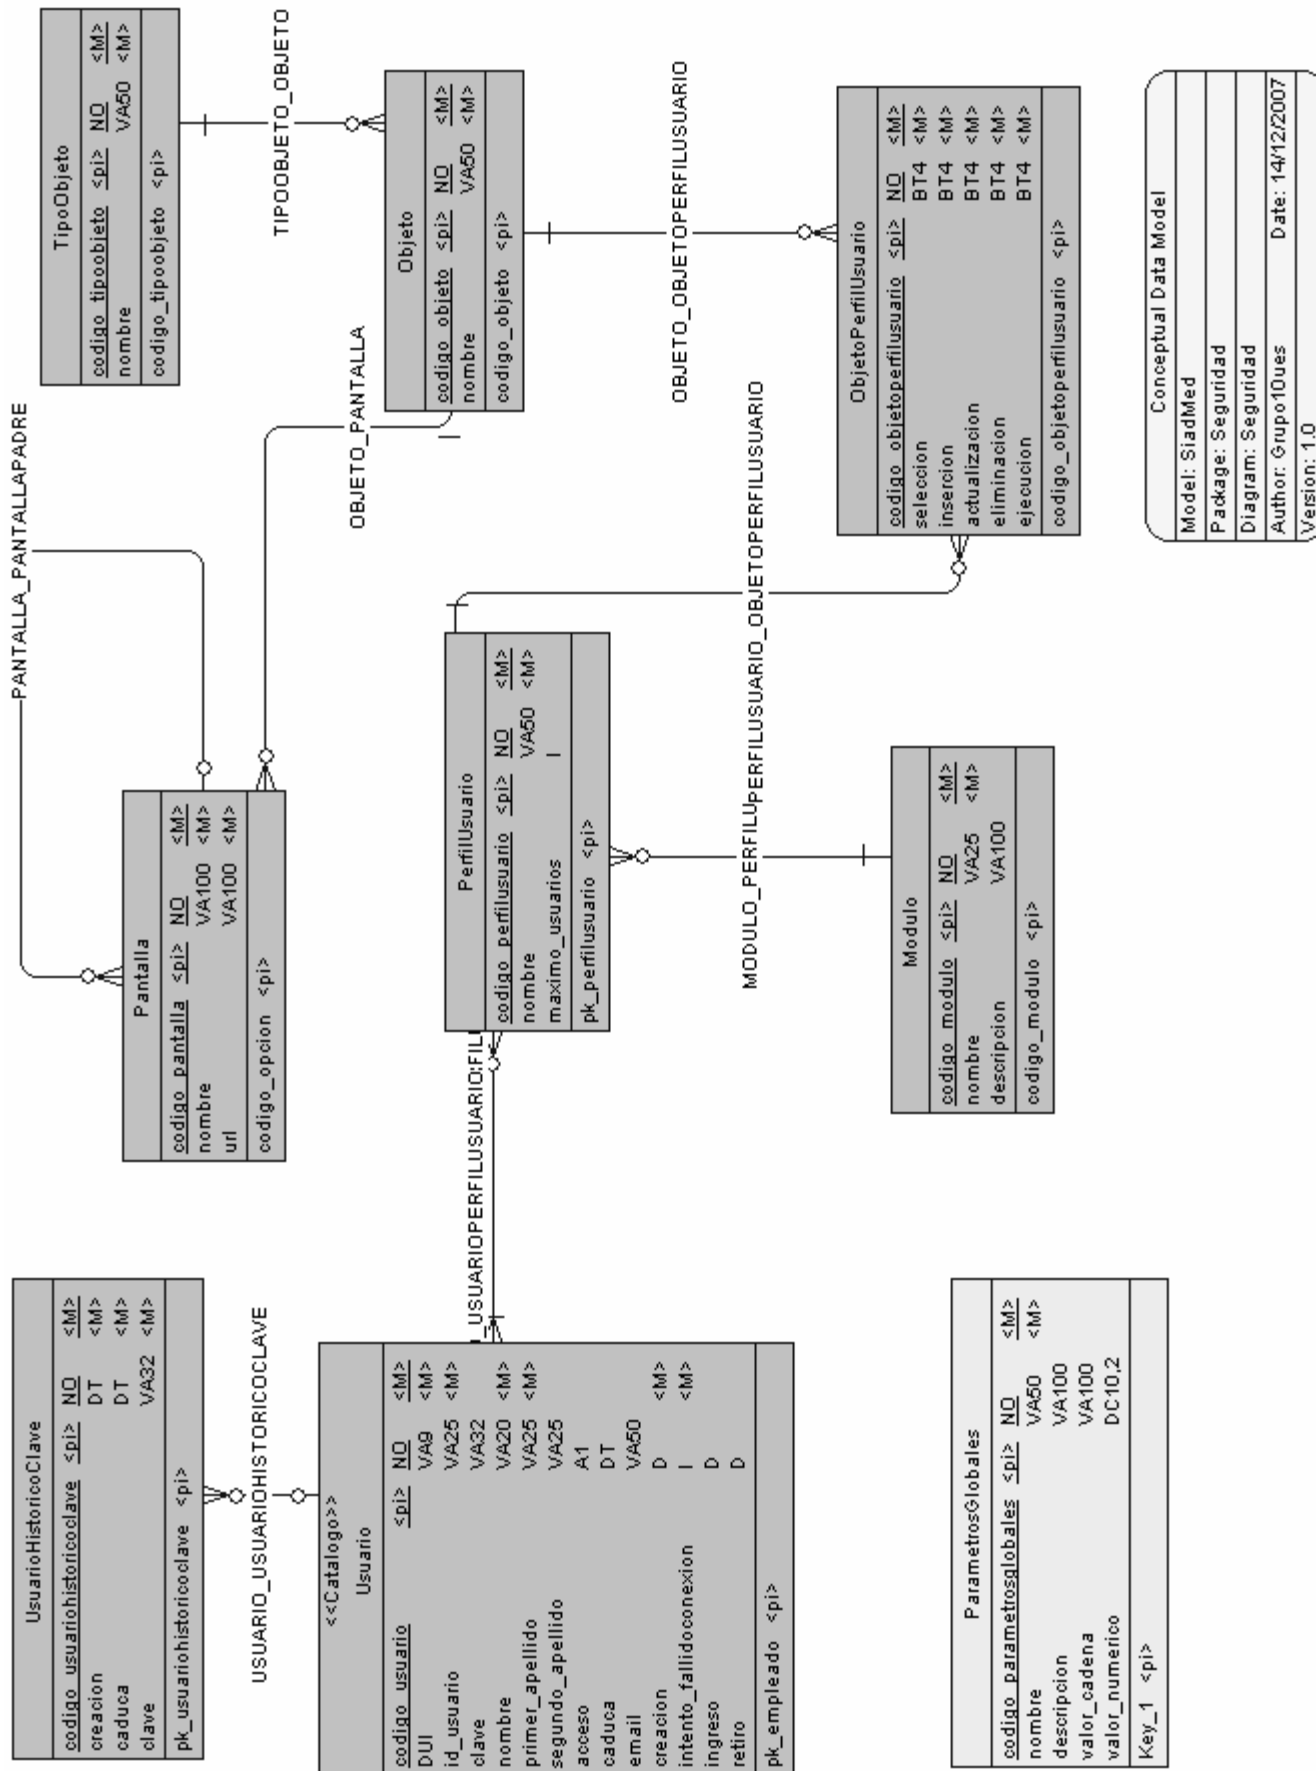 UsuarioHistoricoClave
codigo_usuariohistoricoclave <pi> NO <M>
creacion DT <M>
caduca DT <M>
clave VA32 <M>
pk_usuariohistoricoclave <pi>
USUARIO_USUARIOHISTORICOCLAVE
<<Catalogo>>
Usuario
codigo_usuario <pi> NO <M>
DUI VA9 <M>
id_usuario VA25 <M>
clave VA32
nombre VA20 <M>
primer_apellido VA25 <M>
segundo_apellido VA25
acceso A1
caduca DT
email VA50
creacion D <M>
intento_fallidoconexion I <M>
ingreso D
retiro D
pk_empleado <pi>
ParametrosGlobales
codigo_parametrosglobales <pi> NO <M>
nombre VA50 <M>
descripcion VA100
valor_cadena VA100
valor_numerico DC10,2
Key_1 <pi>
PANTALLA_PANTALLAPADRE
Pantalla
codigo_pantalla <pi> NO <M>
nombre VA100 <M>
url VA100 <M>
codigo_opcion <pi>
USUARIOPERFILUSUARIO
PerfilUsuario
codigo_perfilusuario <pi> NO <M>
nombre VA50 <M>
maximo_usuarios I
pk_perfilusuario <pi>
MODULO_PERFILU
PERFILUSUARIO_OBJETOPERFILUSUARIO
Modulo
codigo_modulo <pi> NO <M>
nombre VA25 <M>
descripcion VA100
codigo_modulo <pi>
TipoObjeto
codigo_tipoobjeto <pi> NO <M>
nombre VA50 <M>
codigo_tipoobjeto <pi>
TIPOOBJETO_OBJETO
OBJETO_PANTALLA
Objeto
codigo_objeto <pi> NO <M>
nombre VA50 <M>
codigo_objeto <pi>
OBJETO_OBJETOPERFILUSUARIO
ObjetoPerfilUsuario
codigo_objetoperfilusuario <pi> NO <M>
seleccion BT4 <M>
insercion BT4 <M>
actualizacion BT4 <M>
eliminacion BT4 <M>
ejecucion BT4 <M>
codigo_objetoperfilusuario <pi>
Conceptual Data Model
Model: SiadMed
Package: Seguridad
Diagram: Seguridad
Author: Grupo10ues Date: 14/12/2007
Version: 1.0